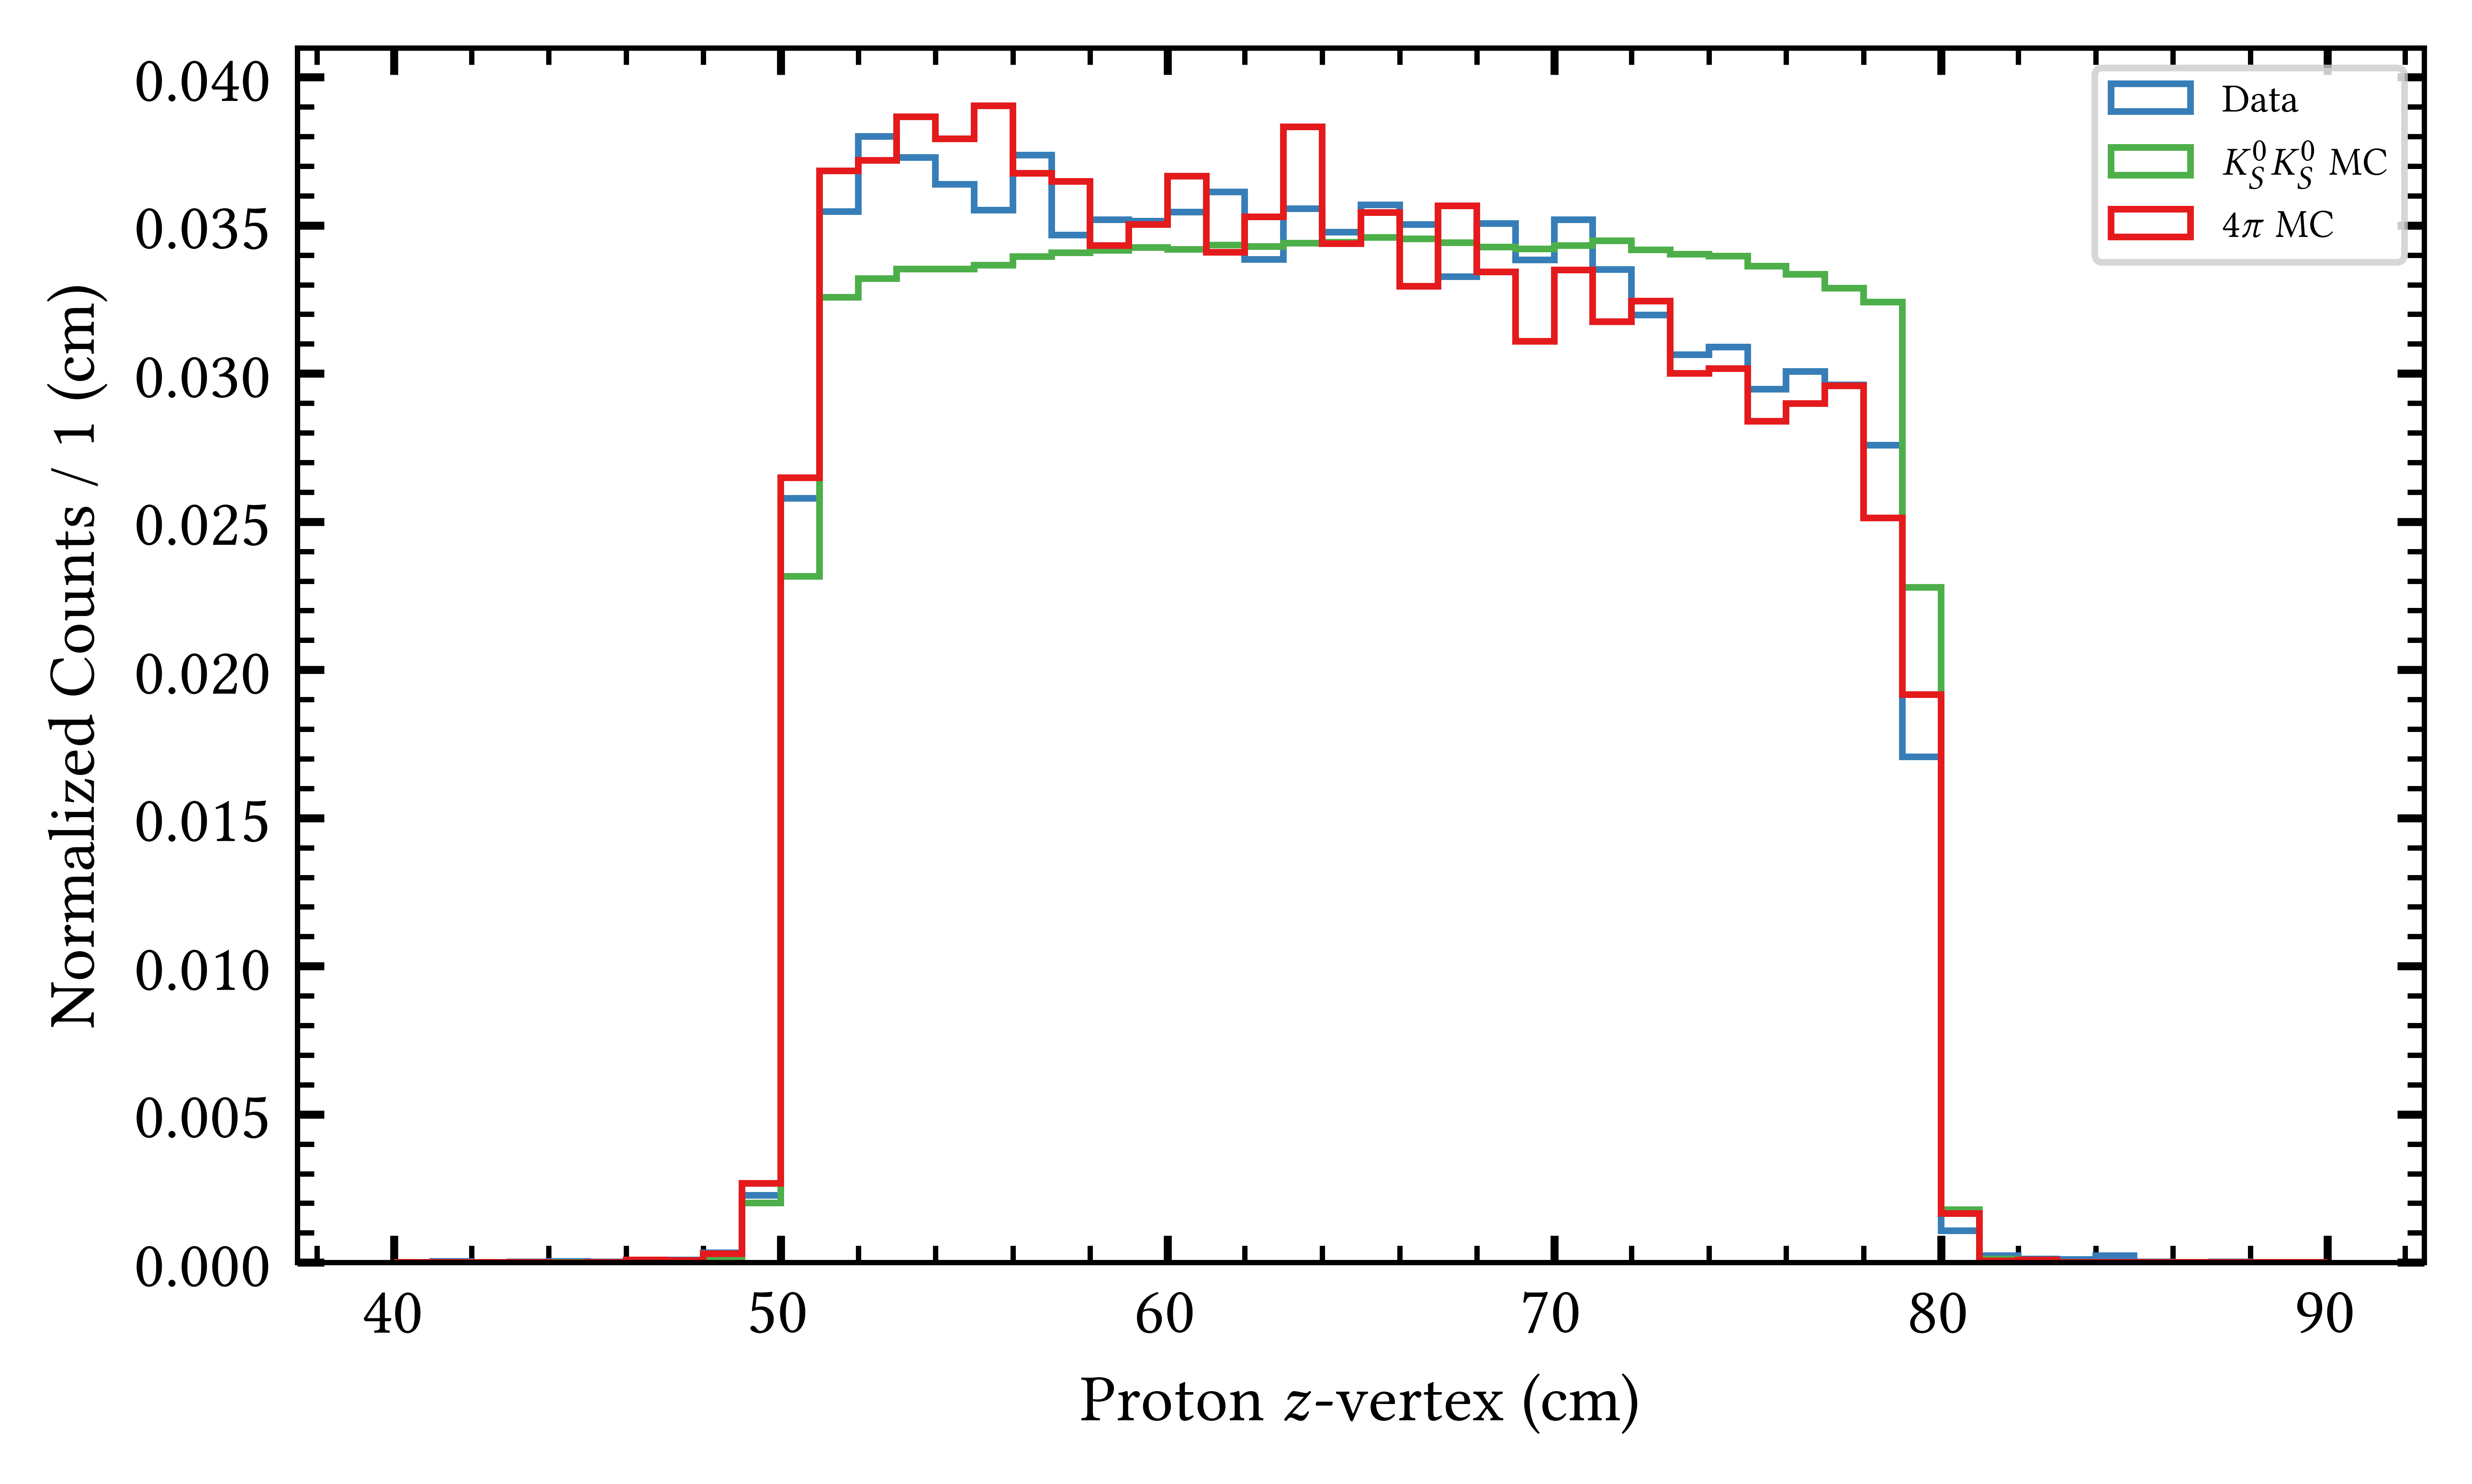 Normalized Counts / 1 (cm)
0.040
0.035
0.030
0.025
0.020
0.015
0.010
0.005
0.000
40 50 60 70 80 90
Proton z-vertex (cm)
Data
K_S^0 K_S^0 MC
4π MC